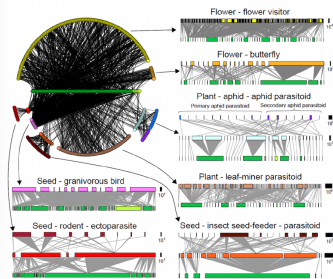 Flower - flower visitor
Flower - butterfly
Plant - aphid - aphid parasitoid
Primary aphid parasitoid Secondary aphid parasitoid
Seed - granivorous bird
Plant - leaf-miner parasitoid
Seed - rodent - ectoparasite
Seed - insect seed-feeder - parasitoid